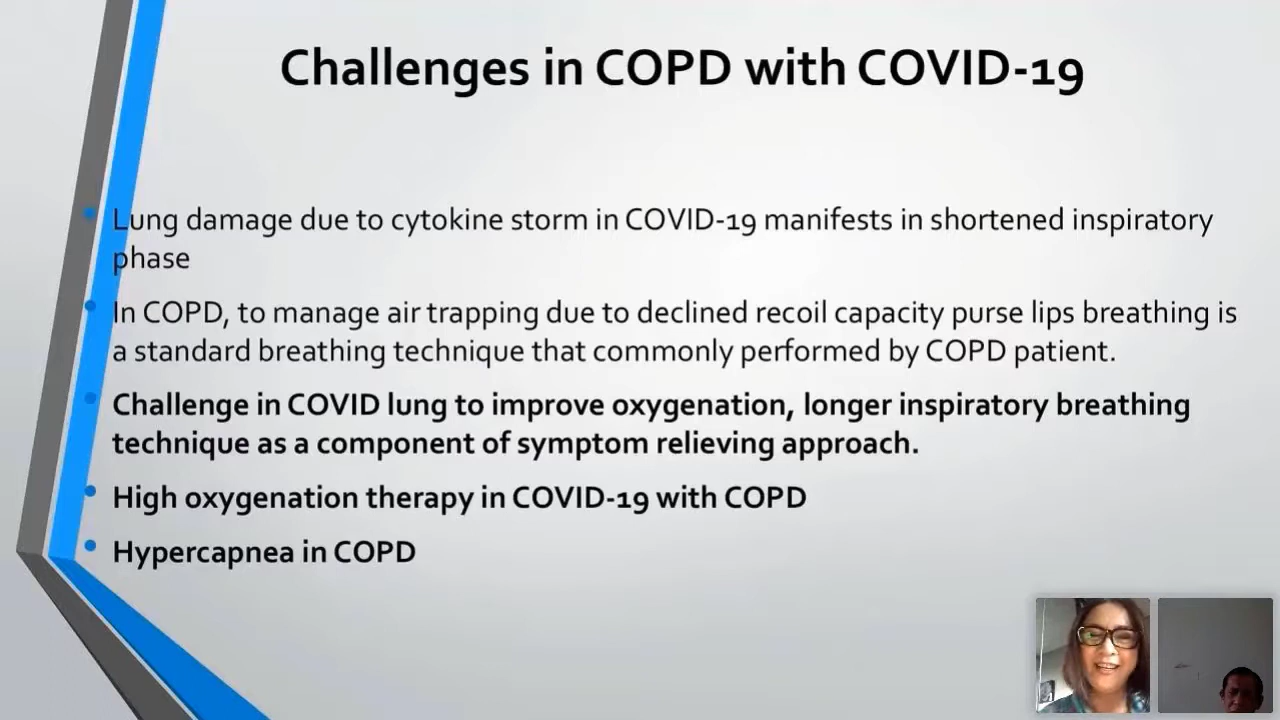 Challenges in COPD with COVID-19
Lung damage due to cytokine storm in COVID-19 manifests in shortened inspiratory
phase
In COPD, to manage air trapping due to declined recoil capacity purse lips breathing is
a standard breathing technique that commonly performed by COPD patient.
Challenge in COVID lung to improve oxygenation, longer inspiratory breathing
technique as a component of symptom relieving approach.
High oxygenation therapy in COVID-19 with COPD
Hypercapnea in COPD